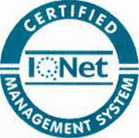 CERTIFIED
IQNet
MANAGEMENT SYSTEM